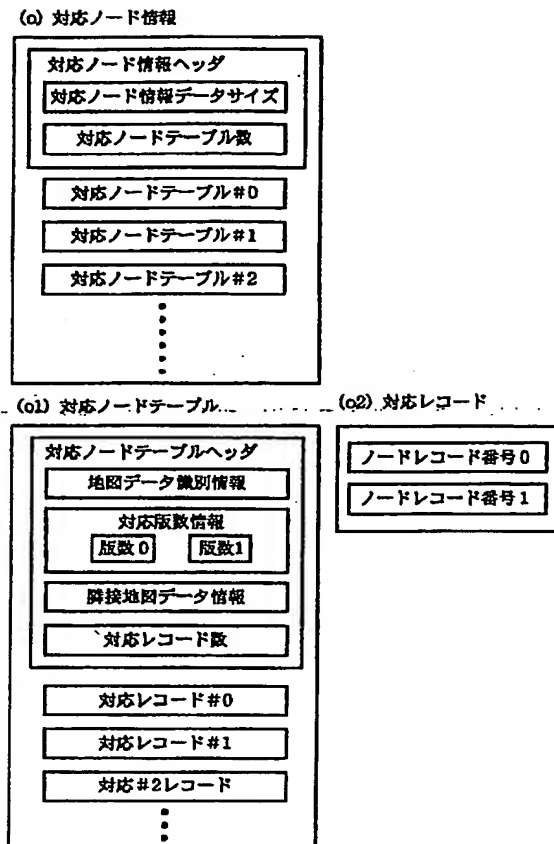 (o) 対応ノード情報
対応ノード情報ヘッダ
対応ノード情報データサイズ
対応ノードテーブル数
対応ノードテーブル#0
対応ノードテーブル#1
対応ノードテーブル#2
(o1) 対応ノードテーブル
対応ノードテーブルヘッダ
地図データ識別情報
対応版数情報
版数0 版数1
隣接地図データ情報
対応レコード数
対応レコード#0
対応レコード#1
対応#2レコード
(o2) 対応レコード
ノードレコード番号0
ノードレコード番号1